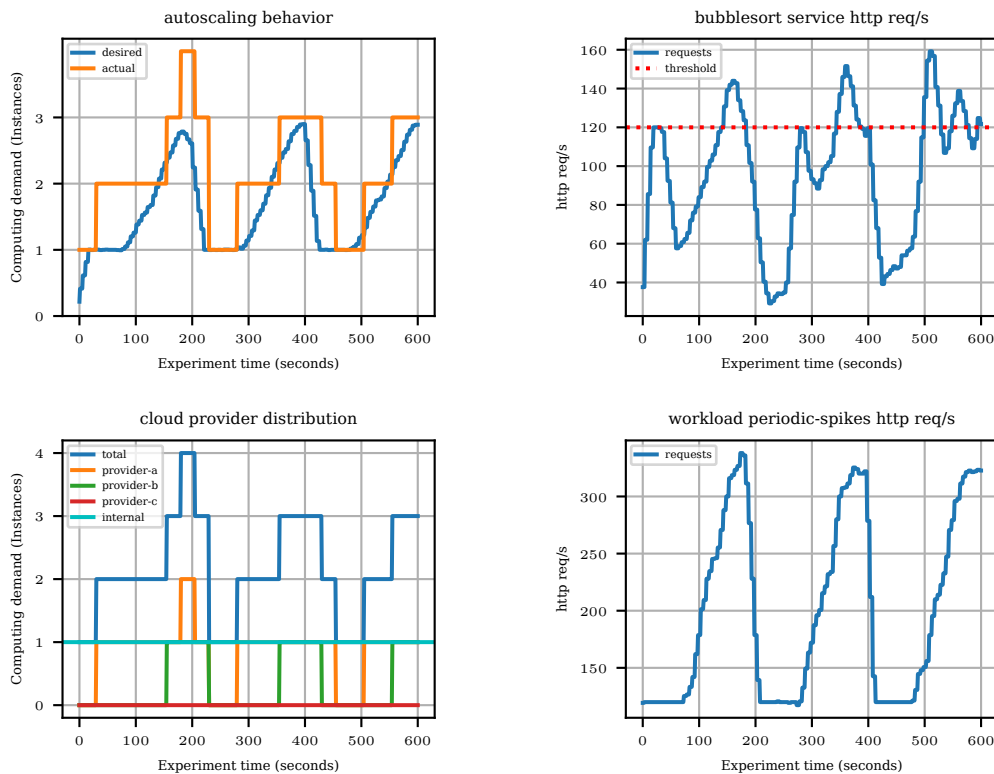 autoscaling behavior
desired
actual
Computing demand (Instances)
0
1
2
3
0
100
200
300
400
500
600
Experiment time (seconds)
bubblesort service http req/s
requests
threshold
http req/s
40
60
80
100
120
140
160
0
100
200
300
400
500
600
Experiment time (seconds)
cloud provider distribution
total
provider-a
provider-b
provider-c
internal
Computing demand (Instances)
0
1
2
3
4
0
100
200
300
400
500
600
Experiment time (seconds)
workload periodic-spikes http req/s
requests
http req/s
150
200
250
300
0
100
200
300
400
500
600
Experiment time (seconds)